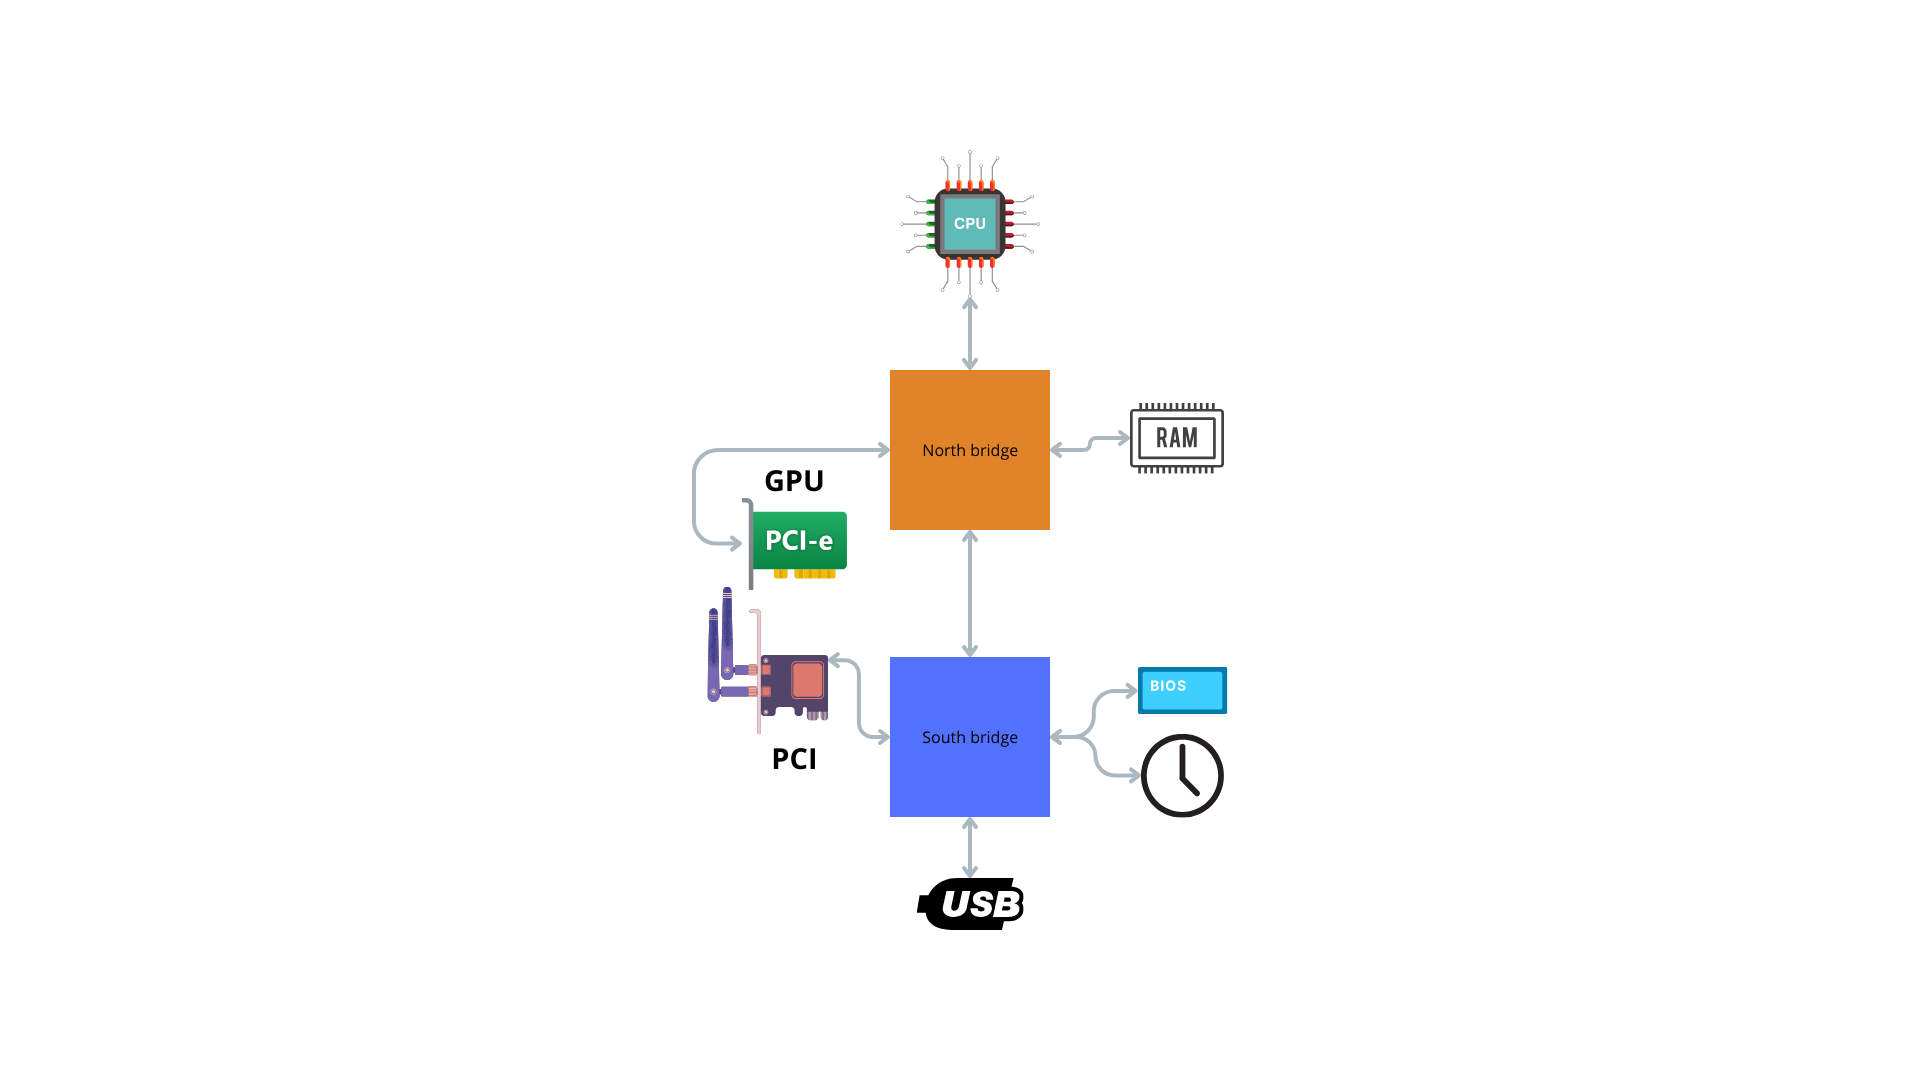 CPU
North bridge
RAM
GPU
PCI-e
South bridge
BIOS
PCI
USB